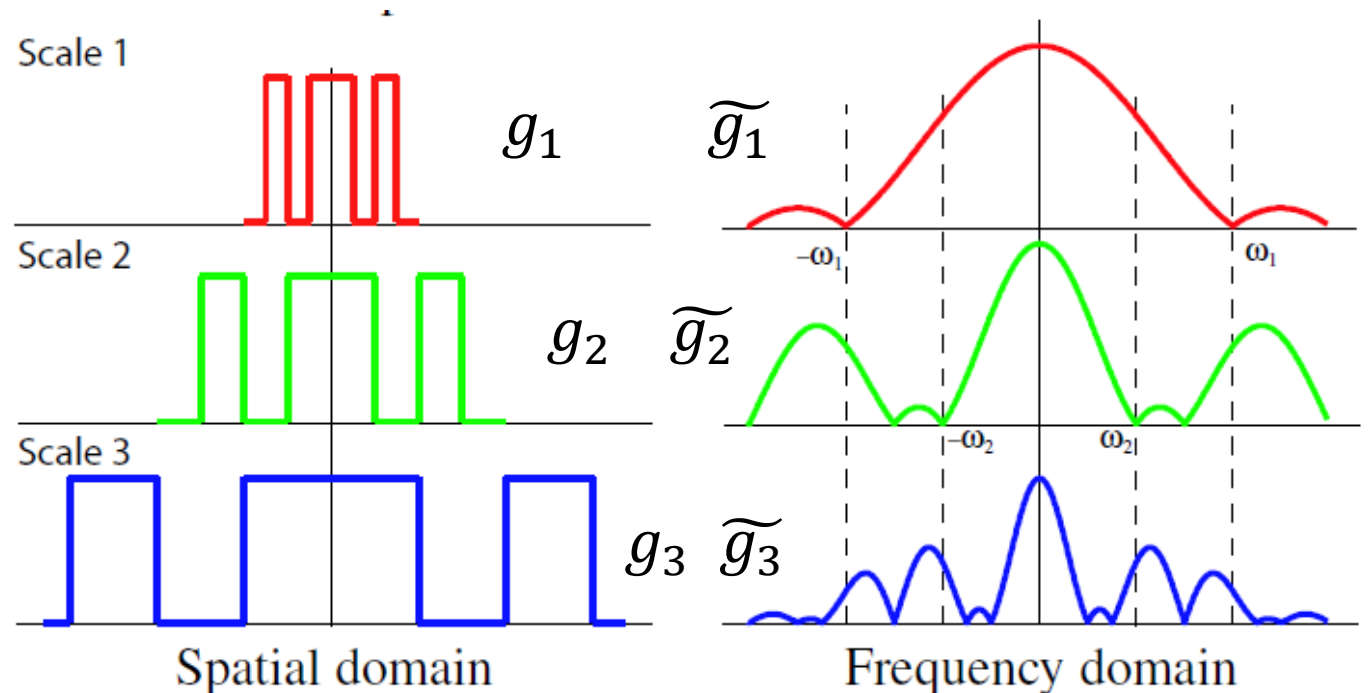 Scale 1
g₁
g̃₁
−ω₁
ω₁
Scale 2
g₂
g̃₂
−ω₂
ω₂
Scale 3
g₃
g̃₃
Spatial domain
Frequency domain